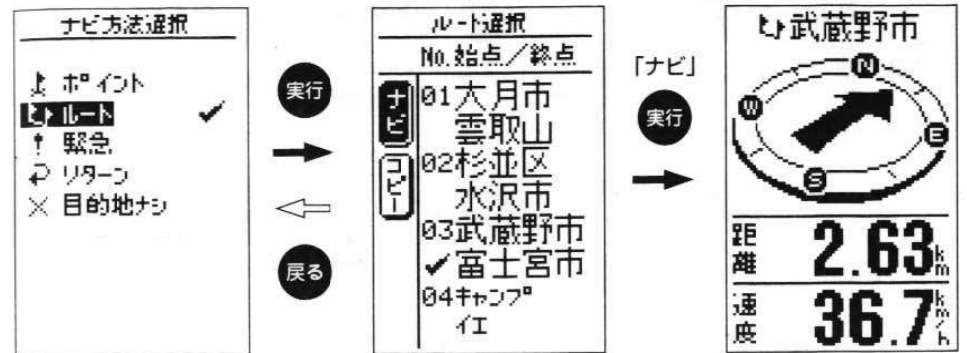 ナビ方法選択
ポイント
ルート
緊急
リターン
目的地ナシ
実行
戻る
ルート選択
No. 始点／終点
ナビ
コピー
01大月市
雲取山
02杉並区
水沢市
03武蔵野市
✓富士宮市
04キャンプ
イエ
「ナビ」
実行
武蔵野市
N
W
E
S
距離 2.63km
速度 36.7km/h